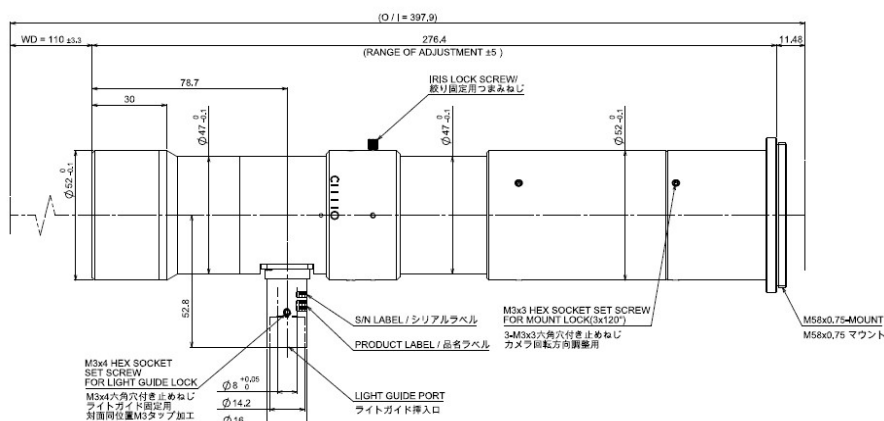 (O / I = 397,9)
WD = 110 ±3.3
276.4
11.48
(RANGE OF ADJUSTMENT ±5 )
78.7
30
IRIS LOCK SCREW/
絞り固定用つまみねじ
Φ47 0 -0.1
Φ47 0 -0.1
Φ52 0 -0.1
Φ52 0 -0.1
52.8
S/N LABEL / シリアルラベル
PRODUCT LABEL / 品名ラベル
M3x3 HEX SOCKET SET SCREW
FOR MOUNT LOCK(3x120°)
3-M3x3六角穴付き止めねじ
カメラ回転方向調整用
M58x0.75-MOUNT
M58x0.75 マウント
M3x4 HEX SOCKET
SET SCREW
FOR LIGHT GUIDE LOCK
M3x4六角穴付き止めねじ
ライトガイド固定用
対面同位置M3タップ加工
Φ8 +0.05 0
Φ14.2
Φ16
LIGHT GUIDE PORT
ライトガイド挿入口